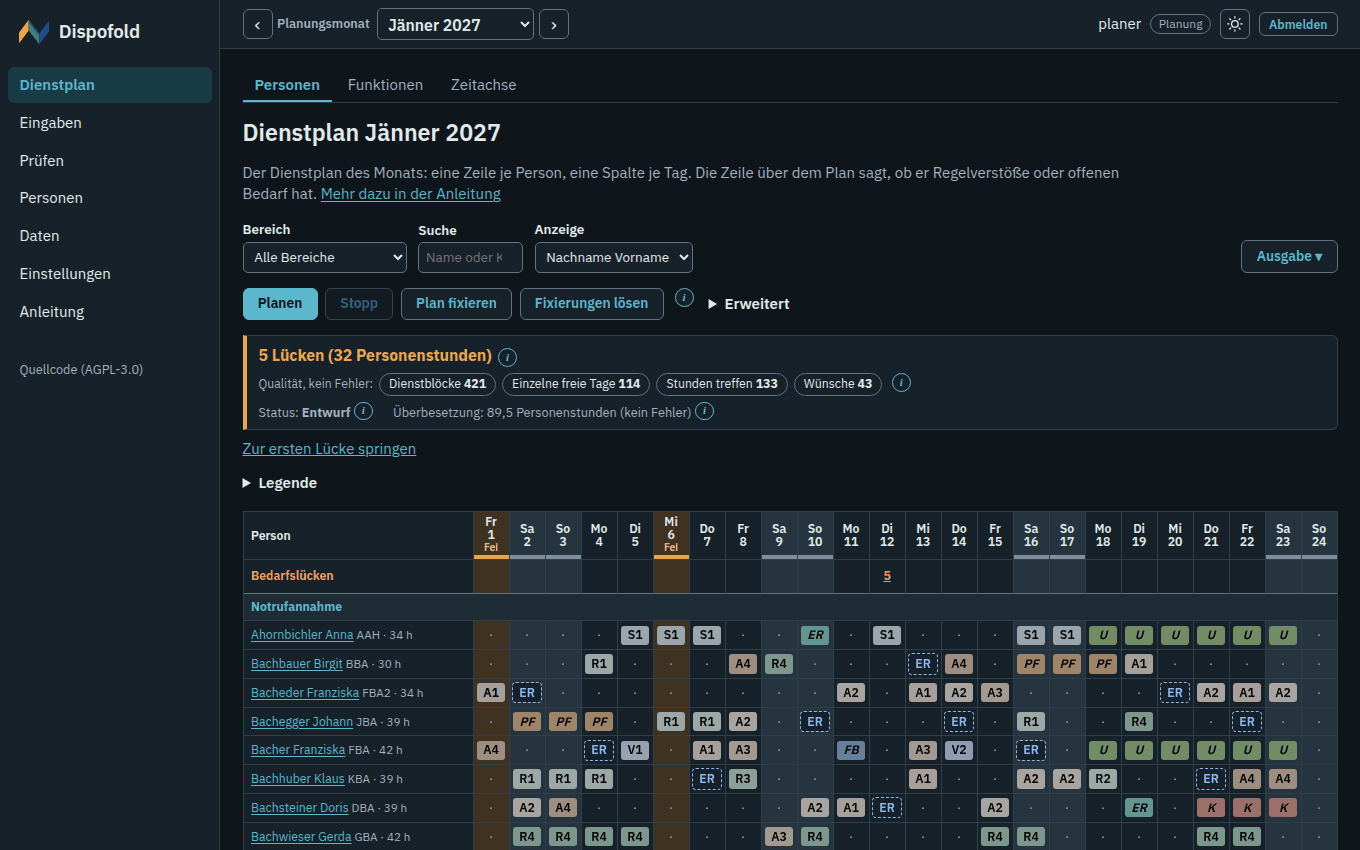 Dispofold
Dienstplan
Eingaben
Prüfen
Personen
Daten
Einstellungen
Anleitung
Quellcode (AGPL-3.0)
‹ Planungsmonat Jänner 2027 ›
planer Planung Abmelden
Personen Funktionen Zeitachse
Dienstplan Jänner 2027
Der Dienstplan des Monats: eine Zeile je Person, eine Spalte je Tag. Die Zeile über dem Plan sagt, ob er Regelverstöße oder offenen
Bedarf hat. Mehr dazu in der Anleitung
Bereich Suche Anzeige
Alle Bereiche Name oder K Nachname Vorname Ausgabe ▾
Planen Stopp Plan fixieren Fixierungen lösen i ▶ Erweitert
5 Lücken (32 Personenstunden) i
Qualität, kein Fehler: Dienstblöcke 421 Einzelne freie Tage 114 Stunden treffen 133 Wünsche 43 i
Status: Entwurf i Überbesetzung: 89,5 Personenstunden (kein Fehler) i
Zur ersten Lücke springen
▶ Legende
Person Fr 1 Fei Sa 2 So 3 Mo 4 Di 5 Mi 6 Fei Do 7 Fr 8 Sa 9 So 10 Mo 11 Di 12 Mi 13 Do 14 Fr 15 Sa 16 So 17 Mo 18 Di 19 Mi 20 Do 21 Fr 22 Sa 23 So 24
Bedarfslücken 5
Notrufannahme
Ahornbichler Anna AAH · 34 h · · · · S1 S1 S1 · · ER · S1 · · · S1 S1 U U U U U U ·
Bachbauer Birgit BBA · 30 h · · · R1 · · · A4 R4 · · · ER A4 · PF PF PF A1 · · · · ·
Bacheder Franziska FBA2 · 34 h A1 ER · · · · · · · · A2 · A1 A2 A3 · · · · ER A2 A1 A2 ·
Bachegger Johann JBA · 39 h · PF PF PF · R1 R1 A2 · ER · · · ER · R1 · · R4 · · ER · ·
Bacher Franziska FBA · 42 h A4 · · ER V1 · A1 A3 · · FB · A3 V2 · ER · U U U U U U ·
Bachhuber Klaus KBA · 39 h · R1 R1 R1 · · ER R3 · · · · A1 · · A2 A2 R2 · · ER A4 A4 ·
Bachsteiner Doris DBA · 39 h · A2 A4 · · · · · · A2 A1 ER · · A2 · · · ER · K K K ·
Bachwieser Gerda GBA · 42 h · R4 R4 R4 R4 · · · A3 R4 · · · · R4 R4 · · · · R4 R4 · ·